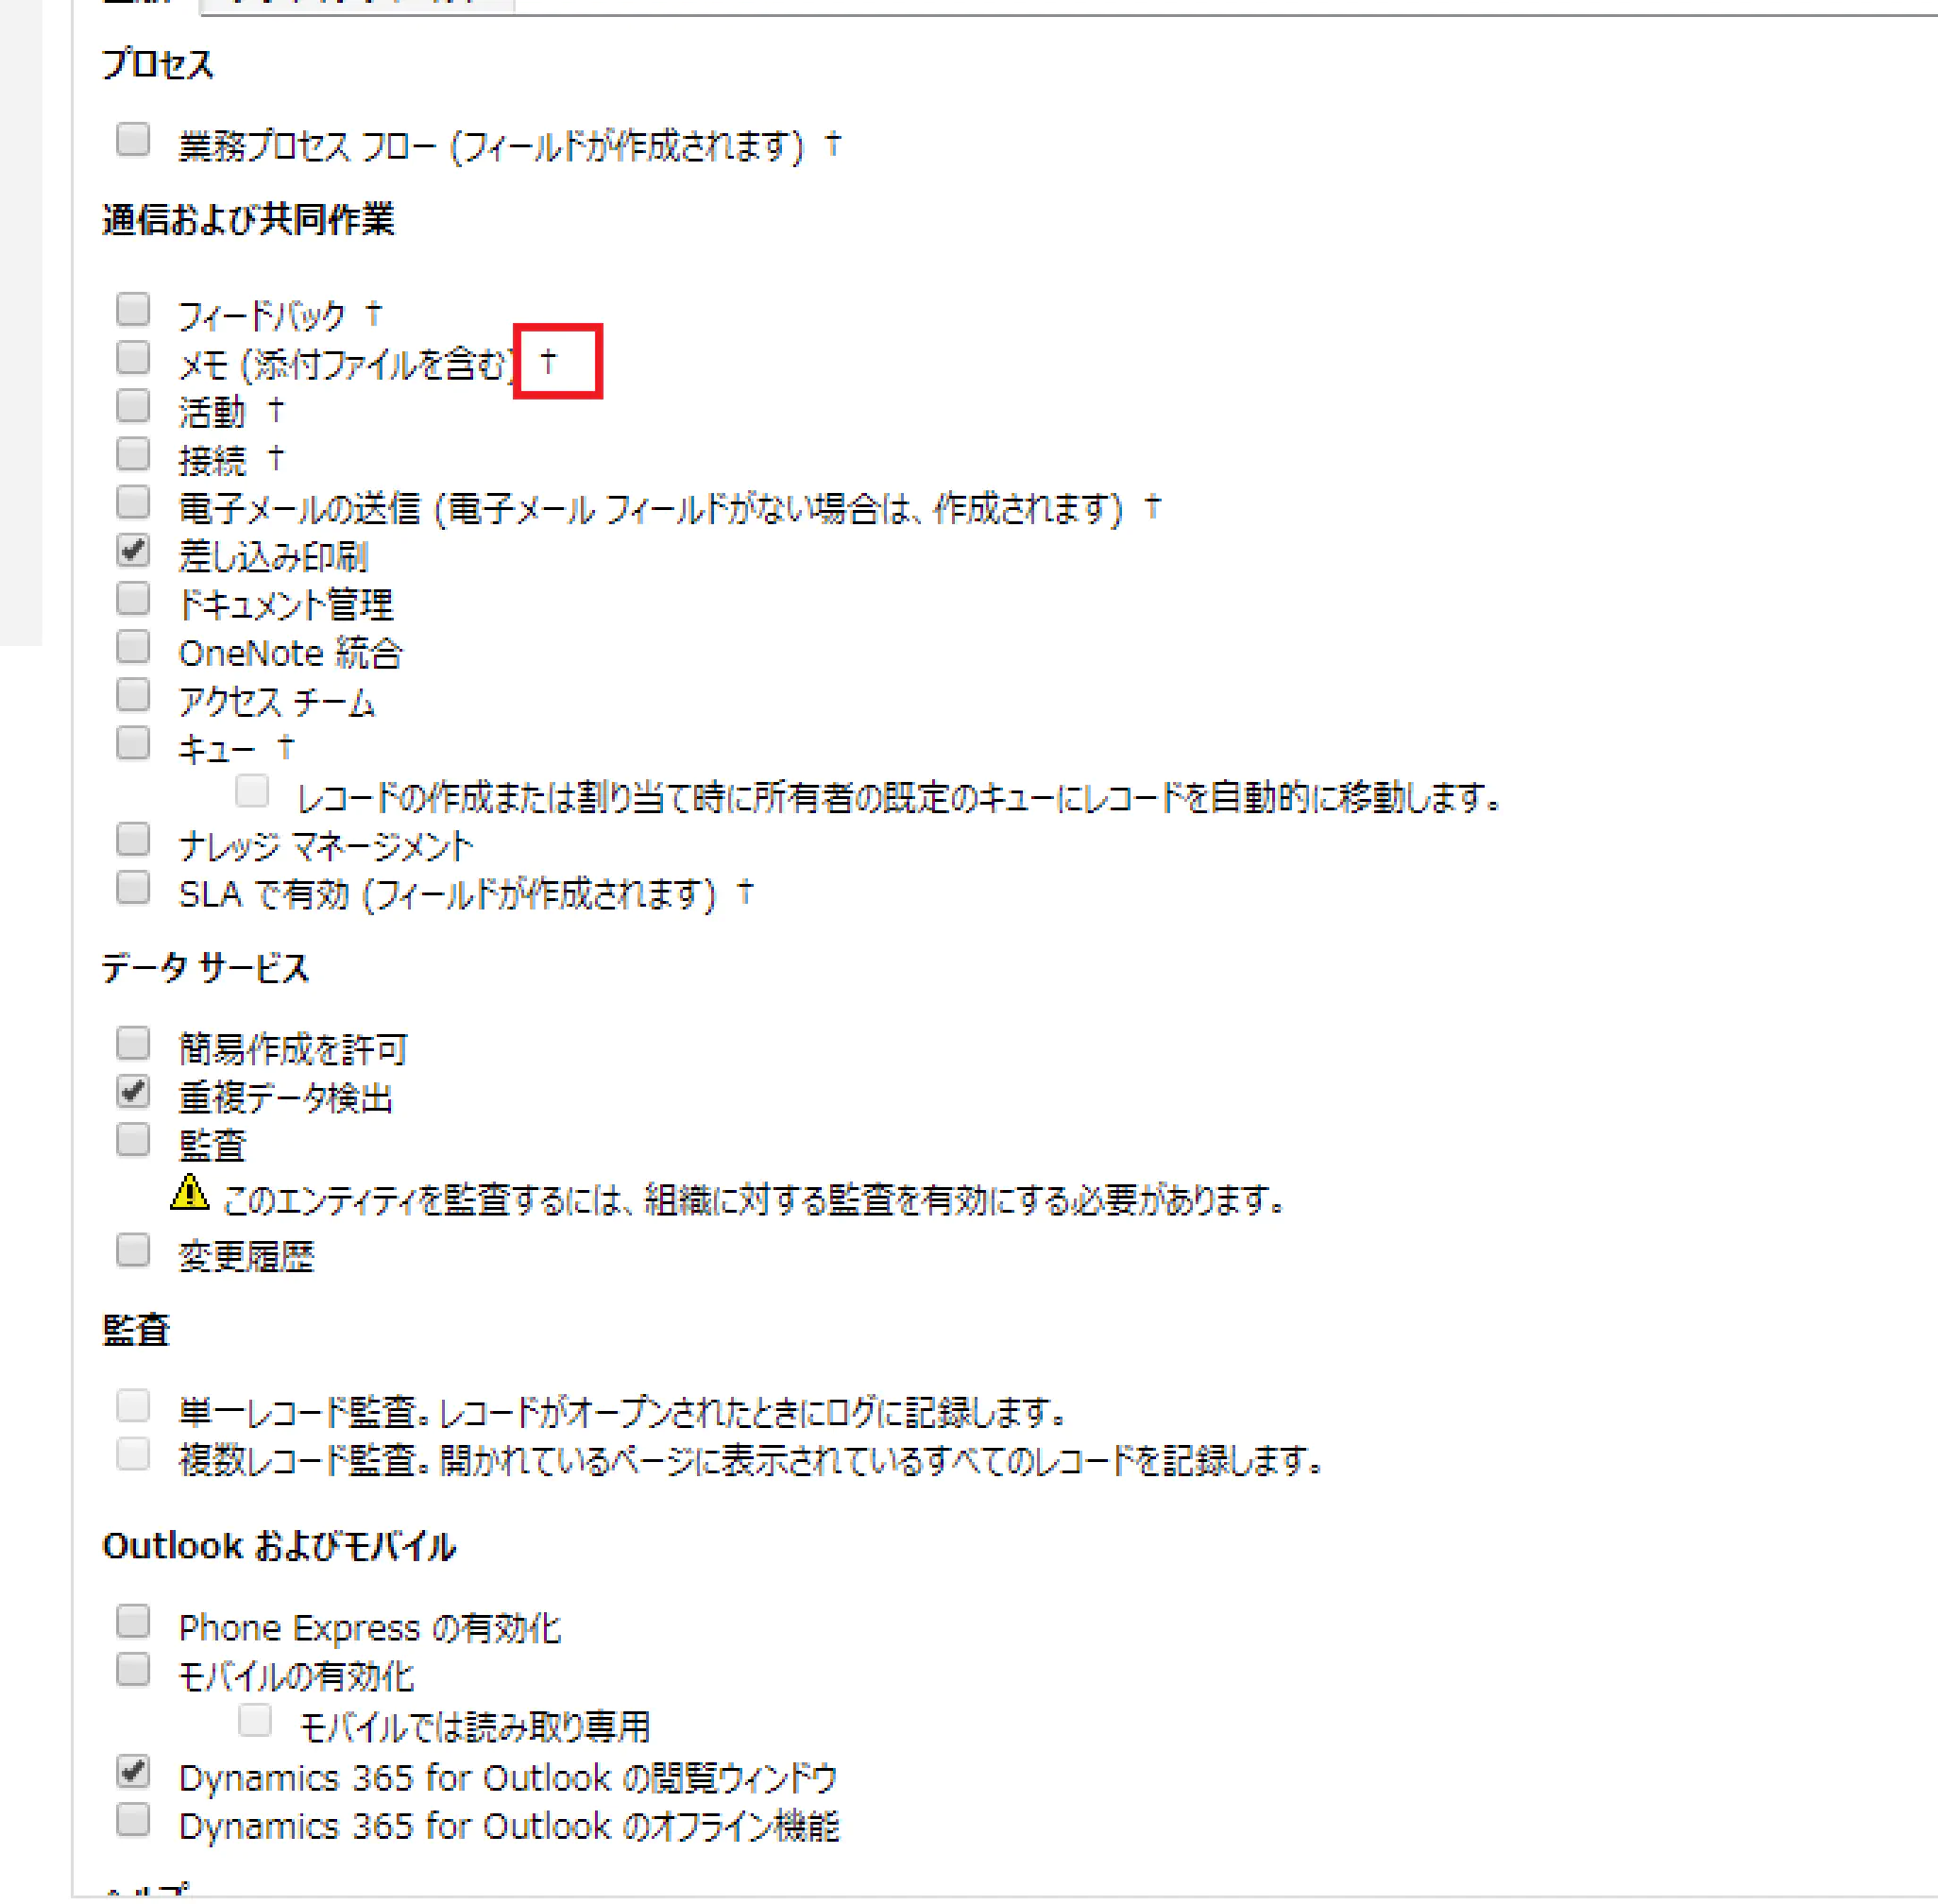 プロセス
業務プロセス フロー (フィールドが作成されます) †
通信および共同作業
フィードバック †
メモ (添付ファイルを含む) †
活動 †
接続 †
電子メールの送信 (電子メール フィールドがない場合は、作成されます) †
差し込み印刷
ドキュメント管理
OneNote 統合
アクセス チーム
キュー †
レコードの作成または割り当て時に所有者の既定のキューにレコードを自動的に移動します。
ナレッジ マネージメント
SLA で有効 (フィールドが作成されます) †
データ サービス
簡易作成を許可
重複データ検出
監査
このエンティティを監査するには、組織に対する監査を有効にする必要があります。
変更履歴
監査
単一レコード監査。レコードがオープンされたときにログに記録します。
複数レコード監査。開かれているページに表示されているすべてのレコードを記録します。
Outlook およびモバイル
Phone Express の有効化
モバイルの有効化
モバイルでは読み取り専用
Dynamics 365 for Outlook の閲覧ウィンドウ
Dynamics 365 for Outlook のオフライン機能